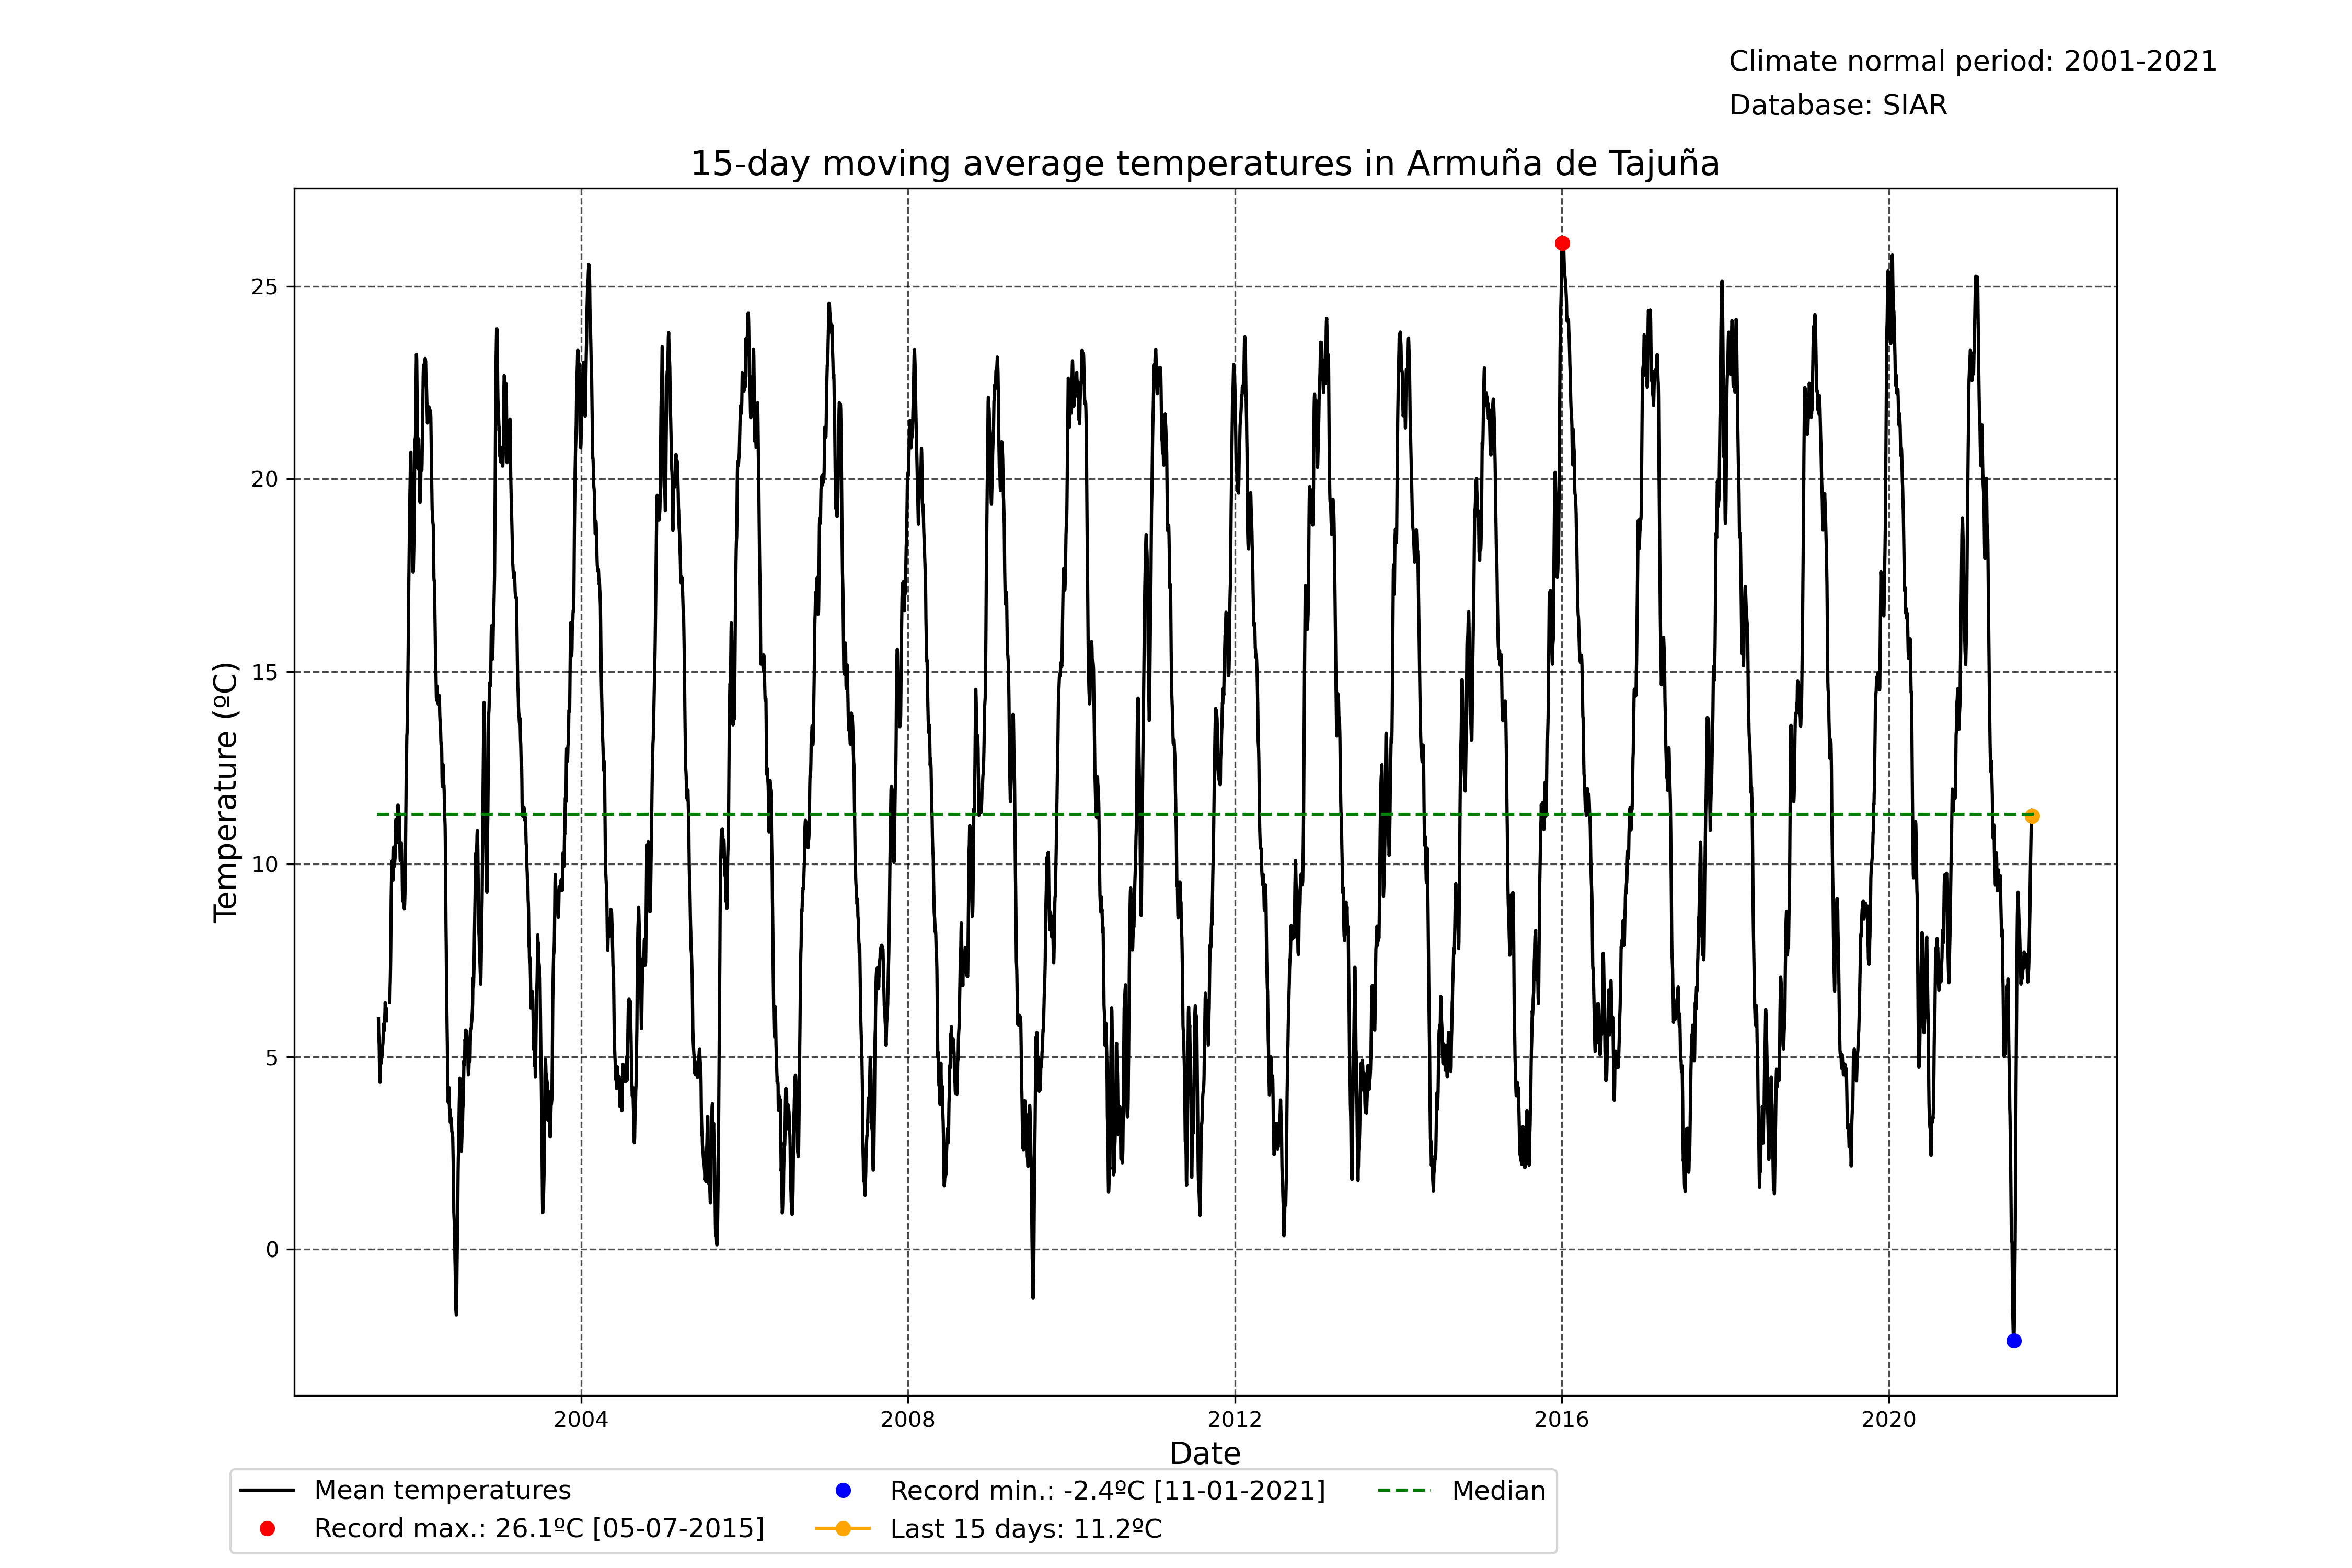 Climate normal period: 2001-2021
Database: SIAR
15-day moving average temperatures in Armuña de Tajuña
Temperature (ºC)
25
20
15
10
5
0
2004
2008
2012
2016
2020
Date
Mean temperatures
Record max.: 26.1ºC [05-07-2015]
Record min.: -2.4ºC [11-01-2021]
Last 15 days: 11.2ºC
Median